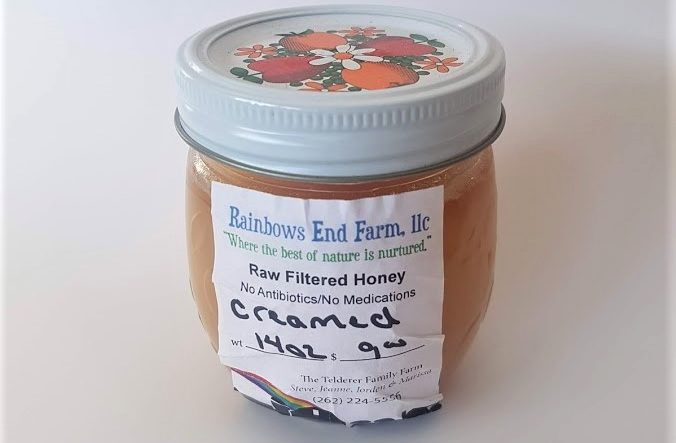 Rainbows End Farm, llc
"Where the best of nature is nurtured."
Raw Filtered Honey
No Antibiotics/No Medications
creamed
wt 14oz $ 9.00
The Telderer Family Farm
Steve, Jeanne, Jorden & Marissa
(262) 224-5556